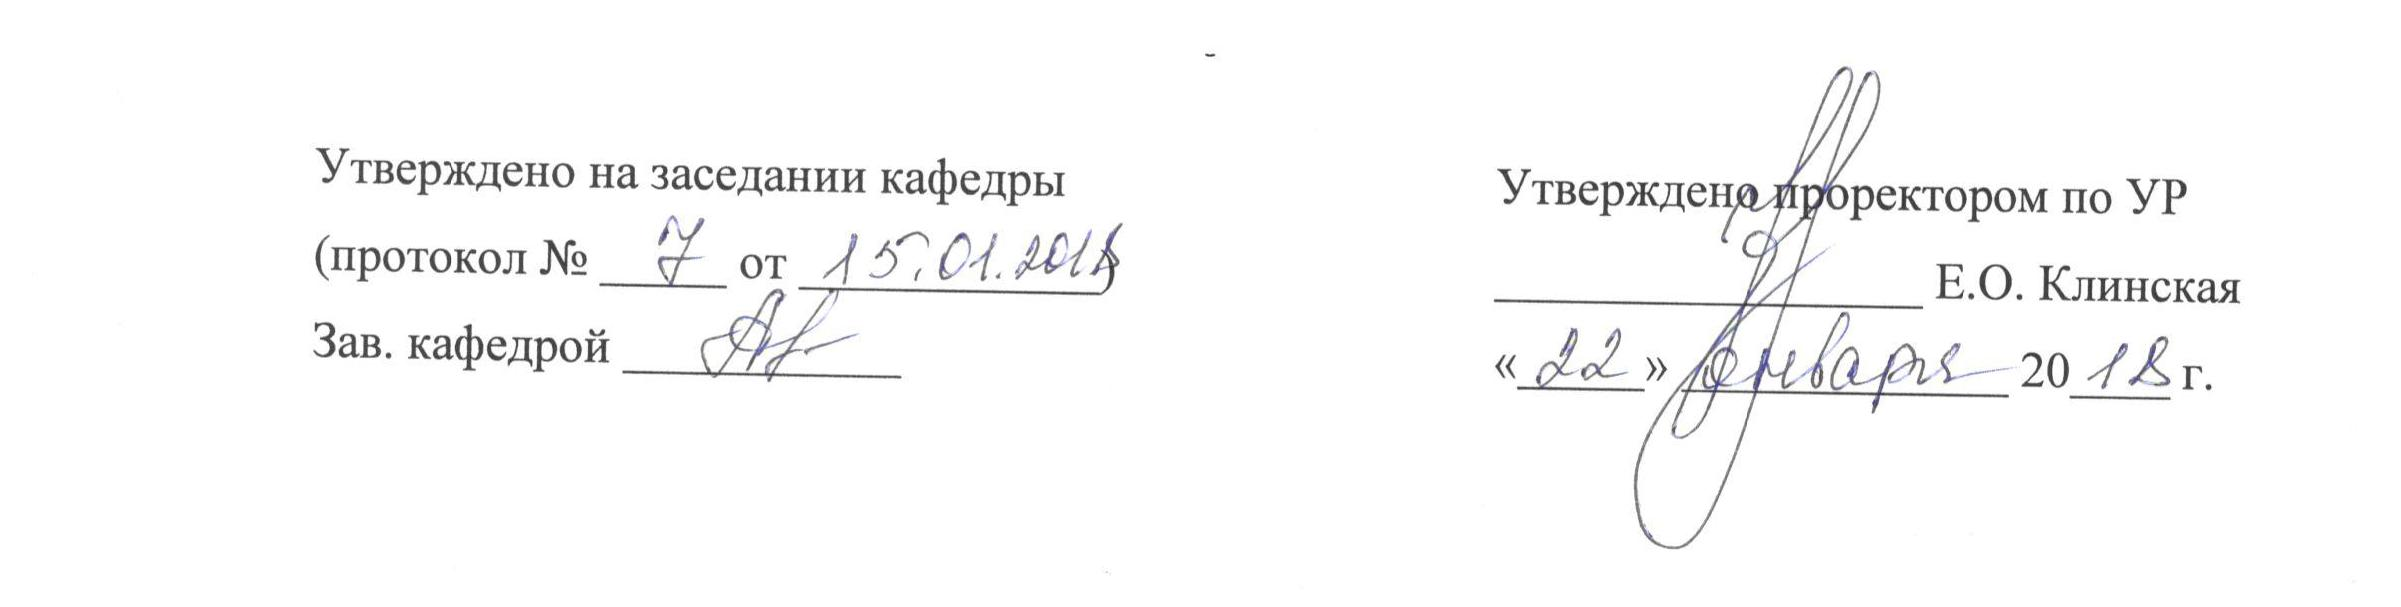 Утверждено на заседании кафедры
(протокол № 7 от 15.01.2018)
Зав. кафедрой
Утверждено проректором по УР
Е.О. Клинская
«22» января 2018 г.